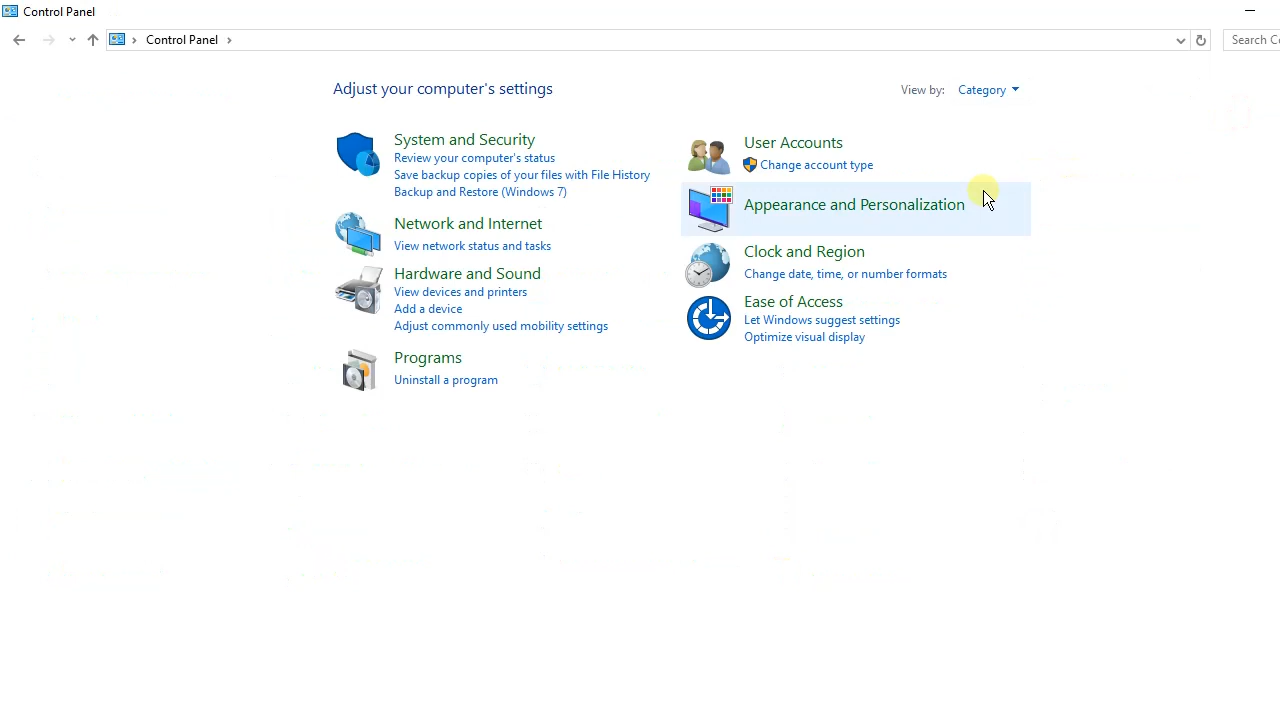 Control Panel
Control Panel
Search
Adjust your computer's settings
View by: Category
System and Security
Review your computer's status
Save backup copies of your files with File History
Backup and Restore (Windows 7)
Network and Internet
View network status and tasks
Hardware and Sound
View devices and printers
Add a device
Adjust commonly used mobility settings
Programs
Uninstall a program
User Accounts
Change account type
Appearance and Personalization
Clock and Region
Change date, time, or number formats
Ease of Access
Let Windows suggest settings
Optimize visual display